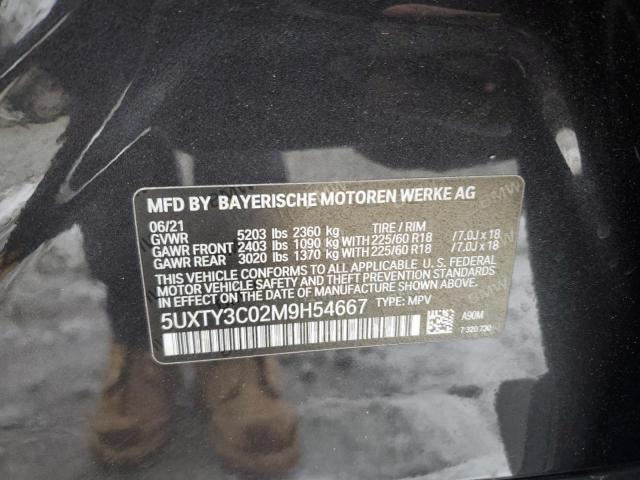 MFD BY BAYERISCHE MOTOREN WERKE AG
06/21
GVWR 5203 lbs 2360 kg TIRE / RIM
GAWR FRONT 2403 lbs 1090 kg WITH 225/60 R18 /7.0J x 18
GAWR REAR 3020 lbs 1370 kg WITH 225/60 R18 /7.0J x 18
THIS VEHICLE CONFORMS TO ALL APPLICABLE U. S. FEDERAL
MOTOR VEHICLE SAFETY AND THEFT PREVENTION STANDARDS
IN EFFECT ON THE DATE OF MANUFACTURE SHOWN ABOVE.
5UXTY3C02M9H54667 TYPE: MPV
A90M
7 320 730